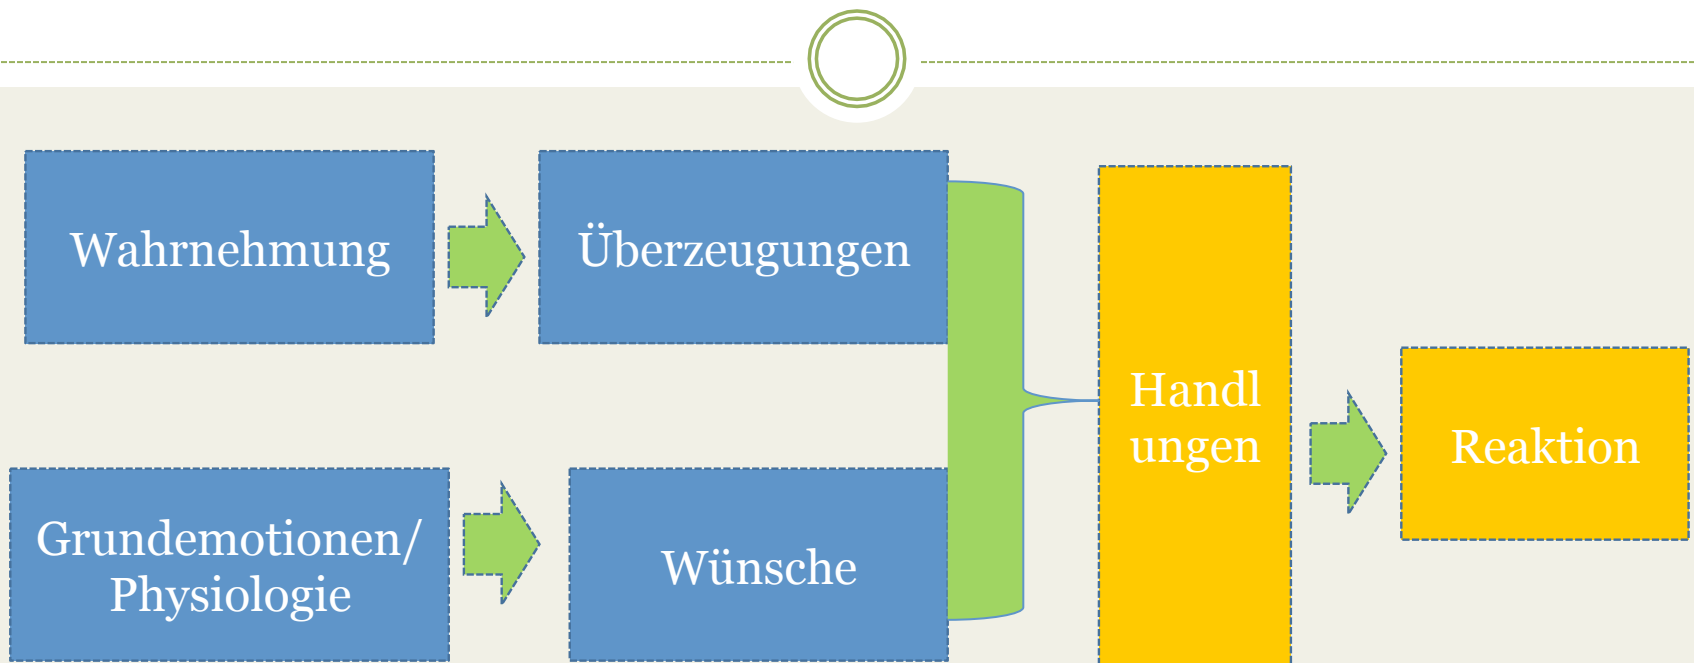 Wahrnehmung
Überzeugungen
Grundemotionen/
Physiologie
Wünsche
Handl
ungen
Reaktion